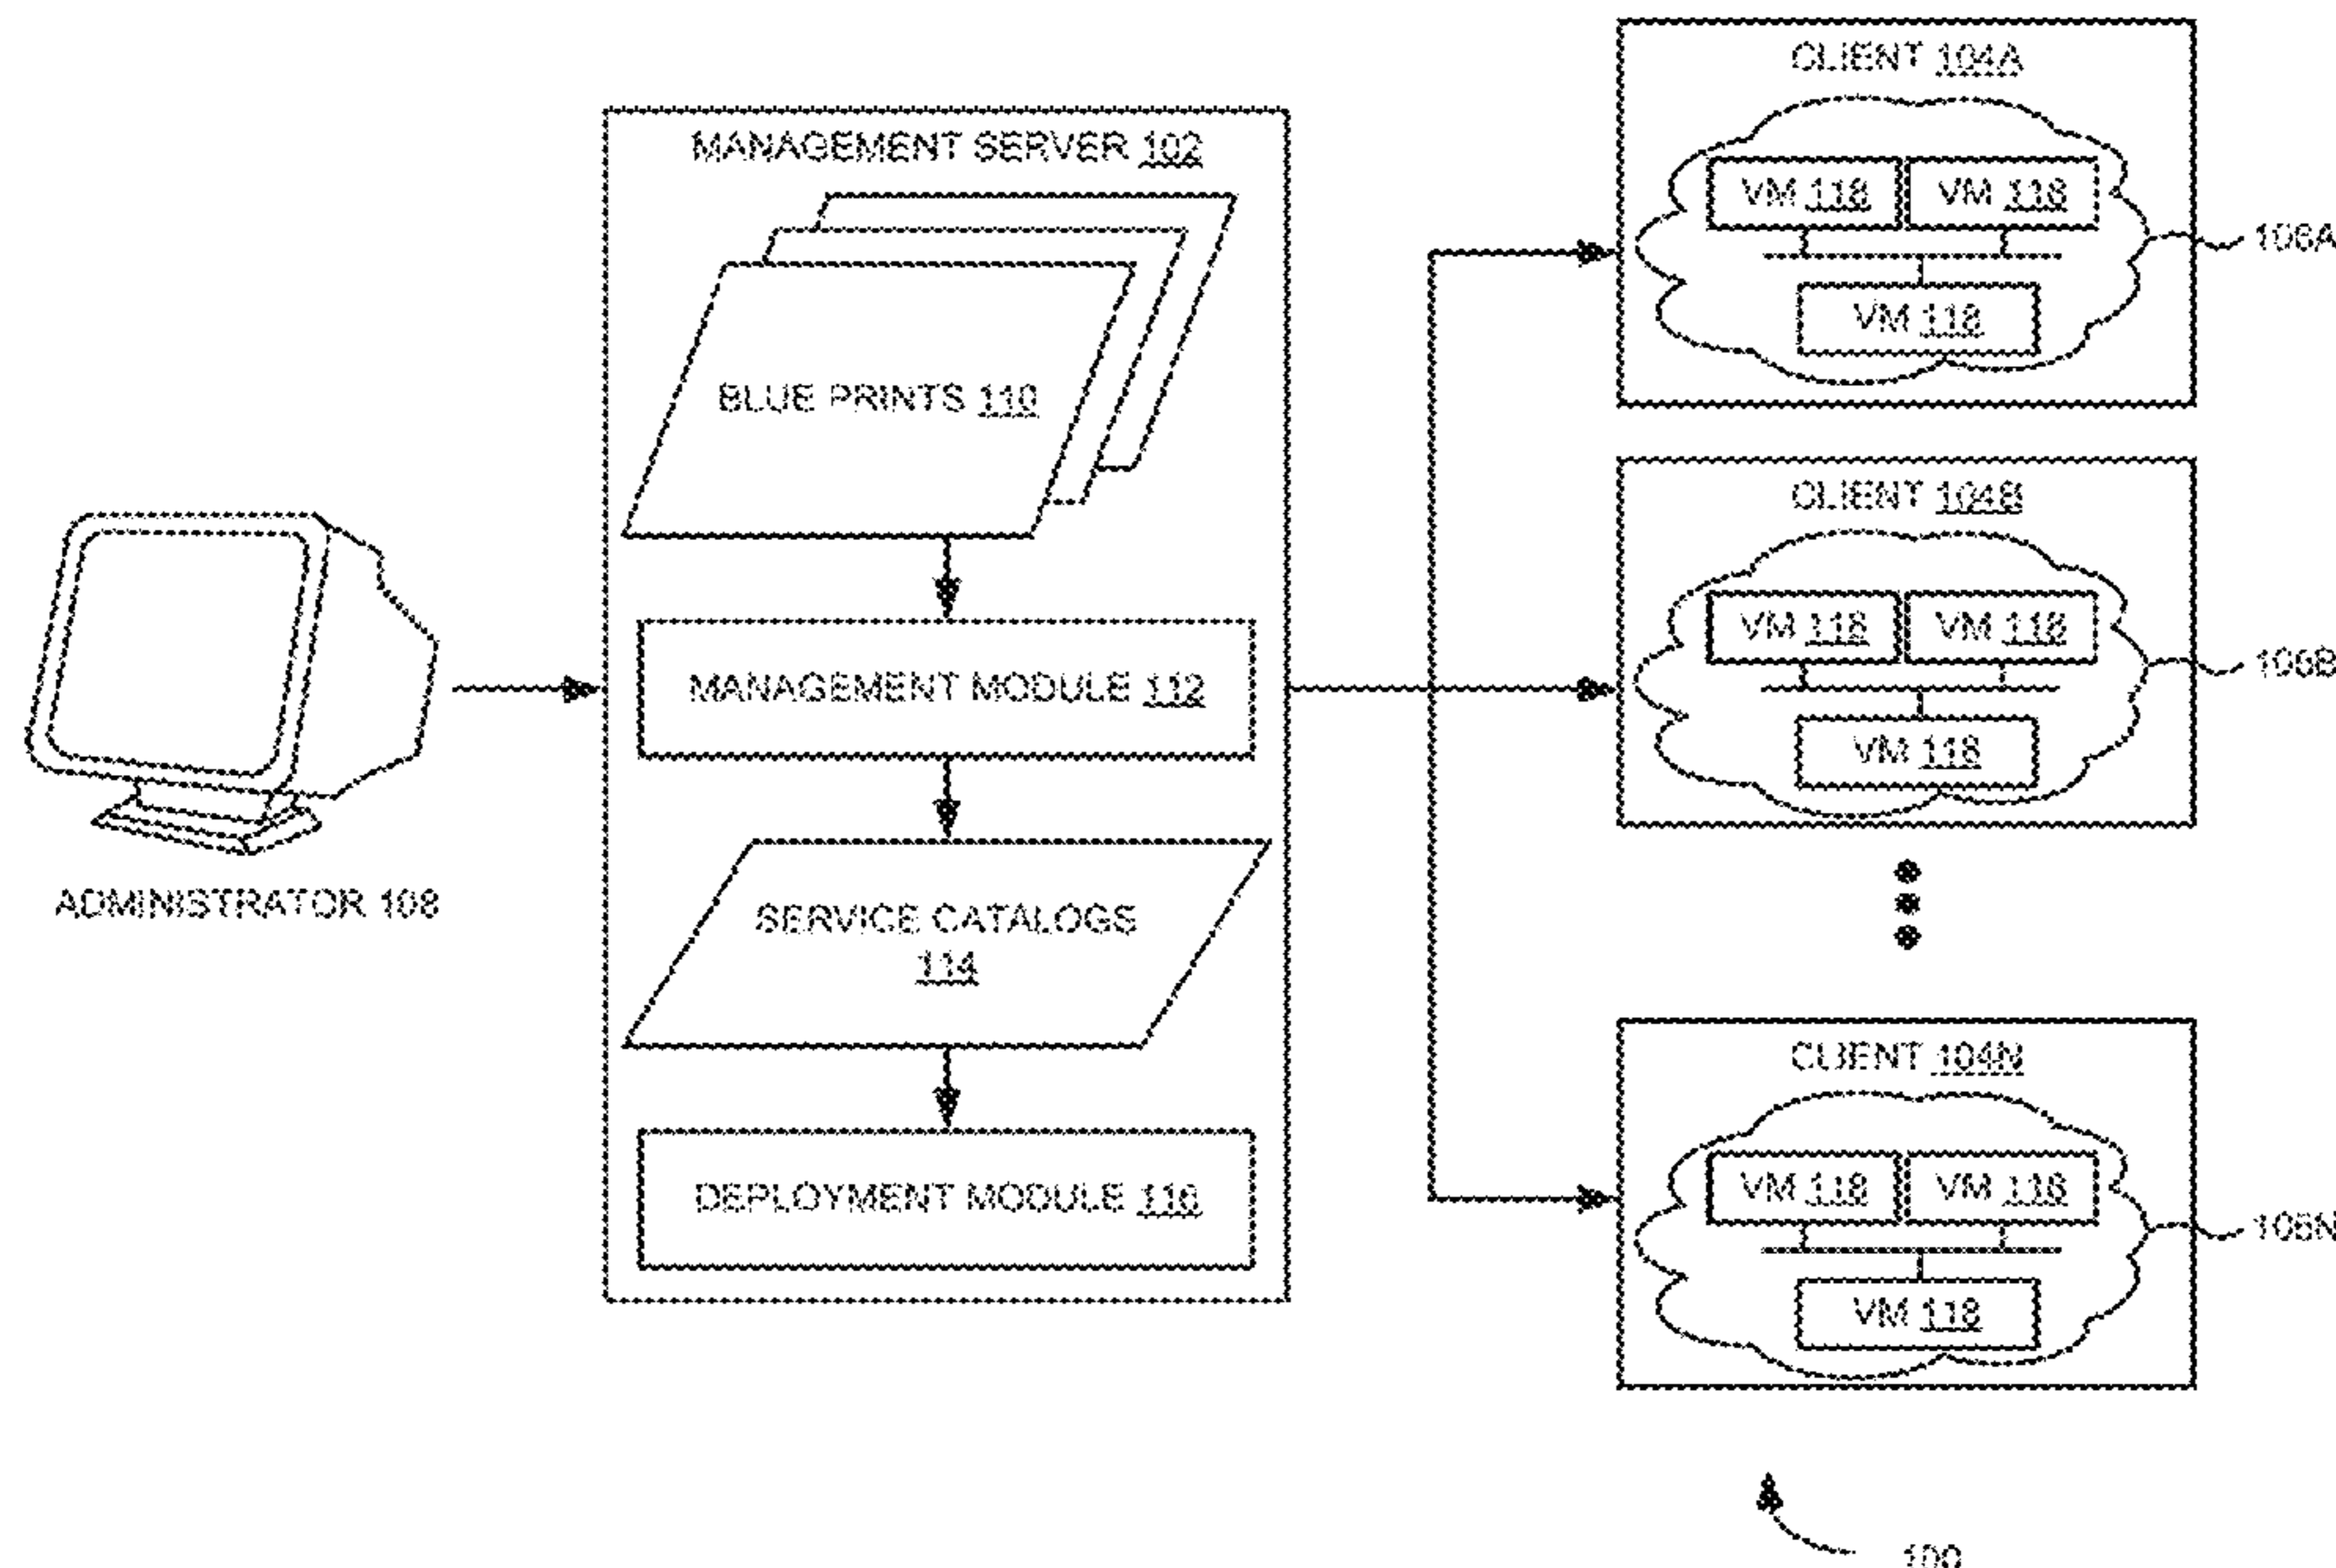 MANAGEMENT SERVER 102
BLUE PRINTS 110
MANAGEMENT MODULE 112
SERVICE CATALOGS
114
DEPLOYMENT MODULE 116
ADMINISTRATOR 108
CLIENT 104A
VM 118 VM 118
VM 118
106A
CLIENT 104B
VM 118 VM 118
VM 118
106B
CLIENT 104N
VM 118 VM 118
VM 118
106N
100